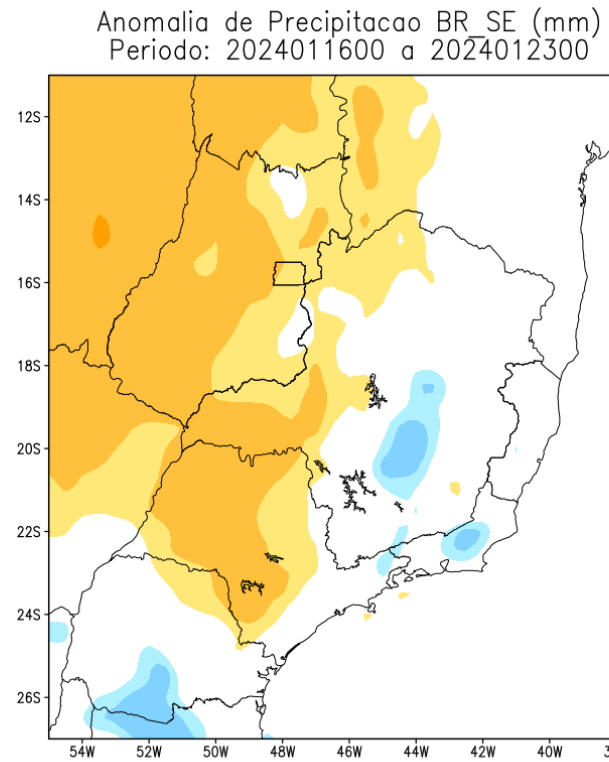 Anomalia de Precipitacao BR_SE (mm)
Periodo: 2024011600 a 2024012300
12S
14S
16S
18S
20S
22S
24S
26S
54W 52W 50W 48W 46W 44W 42W 40W 3